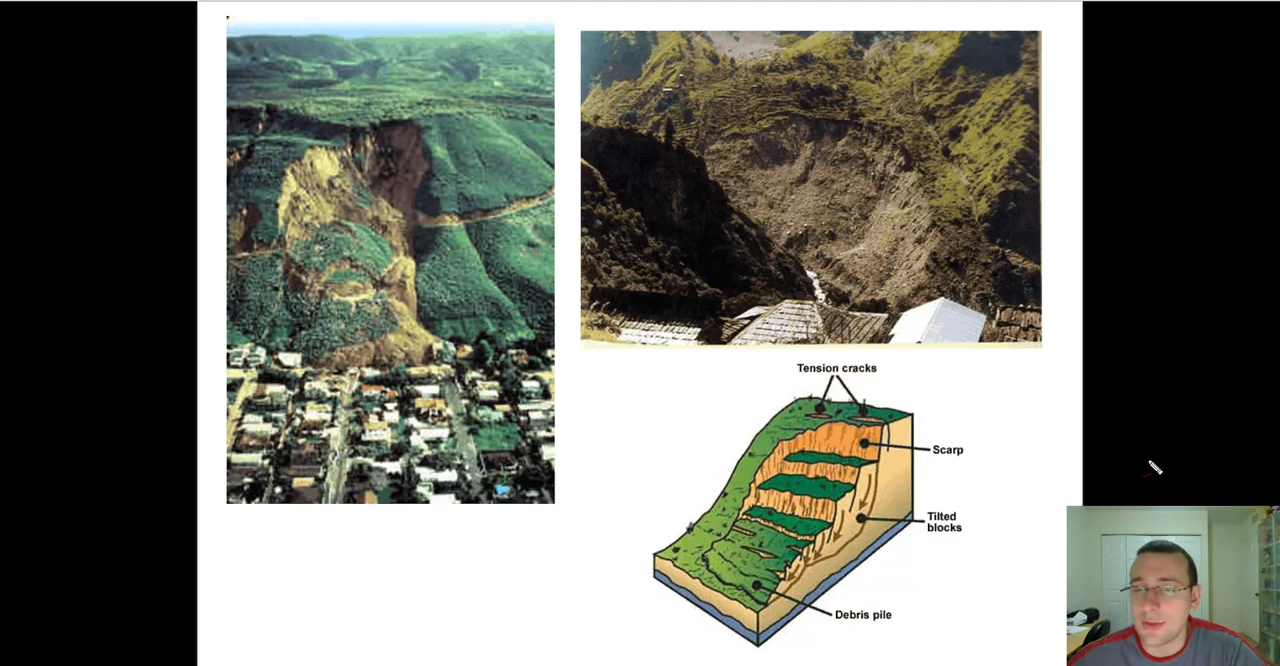 Tension cracks
Scarp
Tilted
blocks
Debris pile